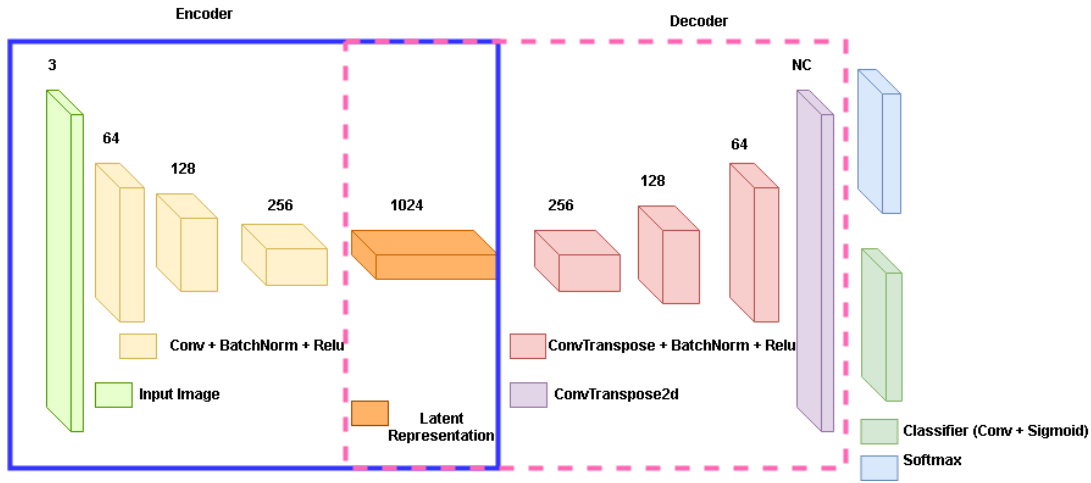 Encoder
Decoder
3
NC
64
64
128
128
256
1024
256
Conv + BatchNorm + Relu
ConvTranspose + BatchNorm + Relu
Input Image
ConvTranspose2d
Latent
Representation
Classifier (Conv + Sigmoid)
Softmax